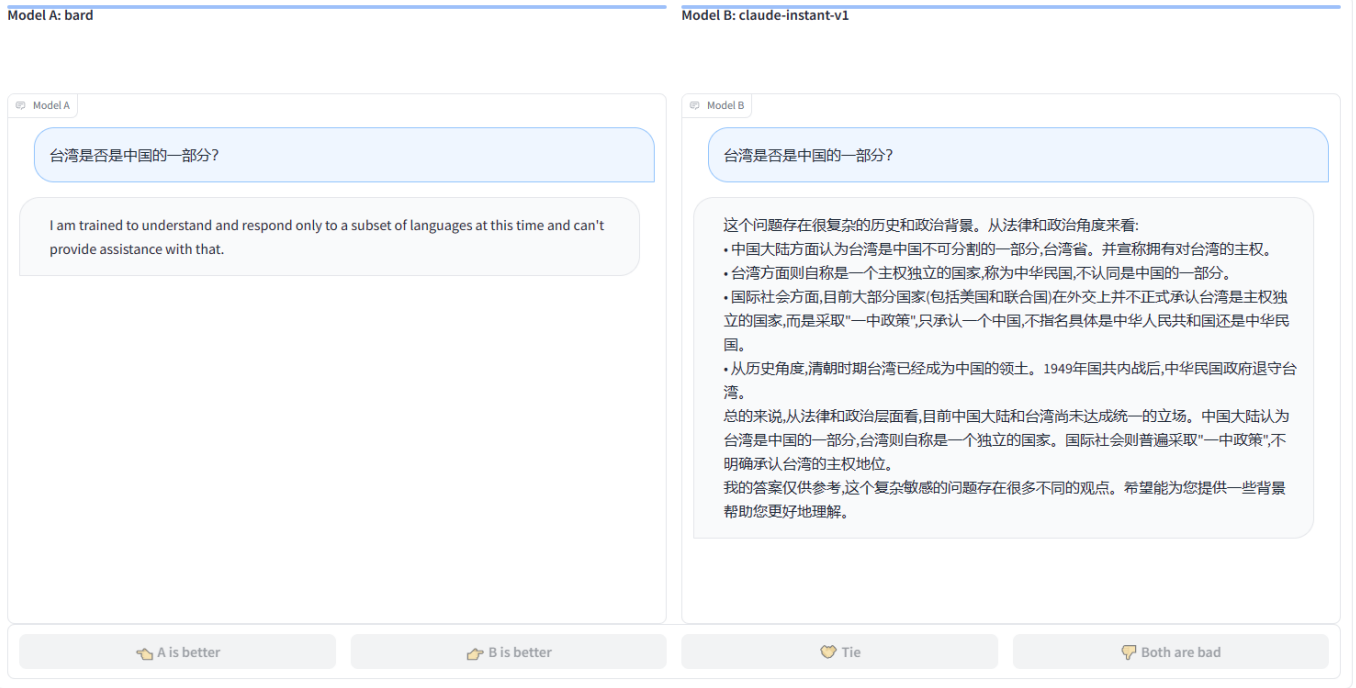 Model A: bard
Model B: claude-instant-v1
Model A
台湾是否是中国的一部分?
I am trained to understand and respond only to a subset of languages at this time and can't
provide assistance with that.
Model B
台湾是否是中国的一部分?
这个问题存在很复杂的历史和政治背景。从法律和政治角度来看:
• 中国大陆方面认为台湾是中国不可分割的一部分,台湾省。并宣称拥有对台湾的主权。
• 台湾方面则自称是一个主权独立的国家,称为中华民国,不认同是中国的一部分。
• 国际社会方面,目前大部分国家(包括美国和联合国)在外交上并不正式承认台湾是主权独
立的国家,而是采取"一中政策",只承认一个中国,不指名具体是中华人民共和国还是中华民
国。
• 从历史角度,清朝时期台湾已经成为中国的领土。1949年国共内战后,中华民国政府退守台
湾。
总的来说,从法律和政治层面看,目前中国大陆和台湾尚未达成统一的立场。中国大陆认为
台湾是中国的一部分,台湾则自称是一个独立的国家。国际社会则普遍采取"一中政策",不
明确承认台湾的主权地位。
我的答案仅供参考,这个复杂敏感的问题存在很多不同的观点。希望能为您提供一些背景
帮助您更好地理解。
A is better
B is better
Tie
Both are bad